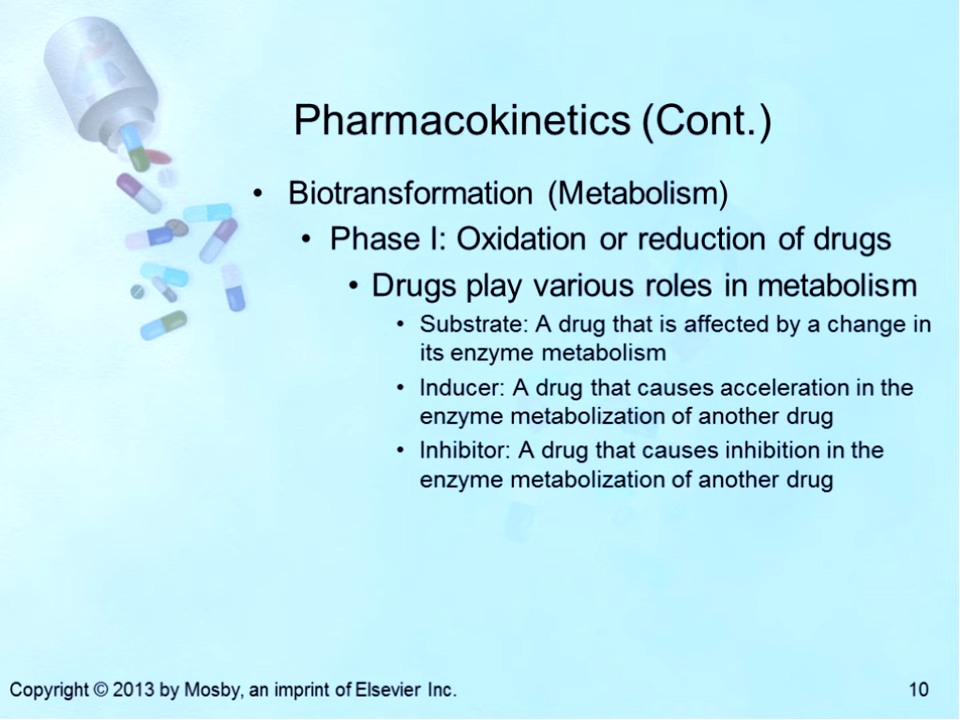 Pharmacokinetics (Cont.)
• Biotransformation (Metabolism)
• Phase I: Oxidation or reduction of drugs
• Drugs play various roles in metabolism
• Substrate: A drug that is affected by a change in
its enzyme metabolism
• Inducer: A drug that causes acceleration in the
enzyme metabolization of another drug
• Inhibitor: A drug that causes inhibition in the
enzyme metabolization of another drug
Copyright © 2013 by Mosby, an imprint of Elsevier Inc.
10